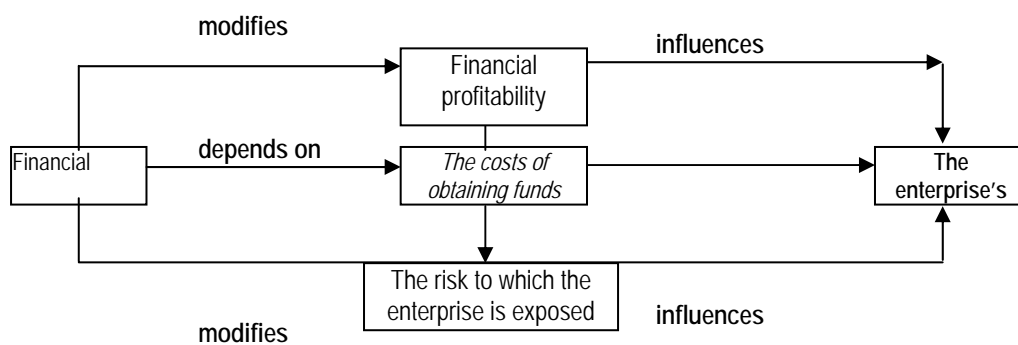 modifies
influences
Financial
profitability
depends on
Financial
The costs of
obtaining funds
The
enterprise's
The risk to which the
enterprise is exposed
influences
modifies